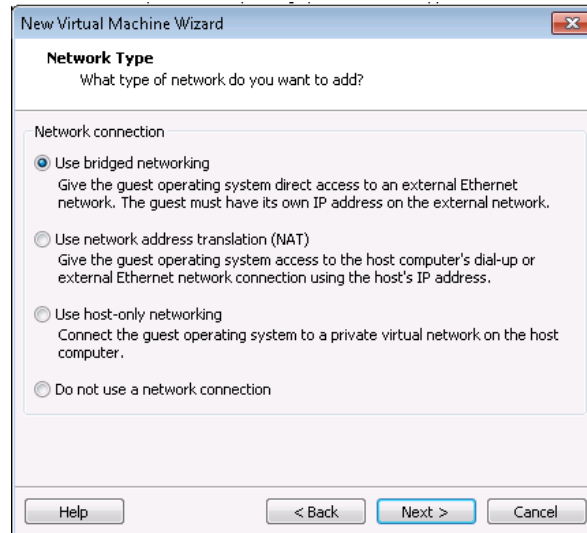 New Virtual Machine Wizard
Network Type
What type of network do you want to add?
Network connection
Use bridged networking
Give the guest operating system direct access to an external Ethernet
network. The guest must have its own IP address on the external network.
Use network address translation (NAT)
Give the guest operating system access to the host computer's dial-up or
external Ethernet network connection using the host's IP address.
Use host-only networking
Connect the guest operating system to a private virtual network on the host
computer.
Do not use a network connection
Help
< Back
Next >
Cancel